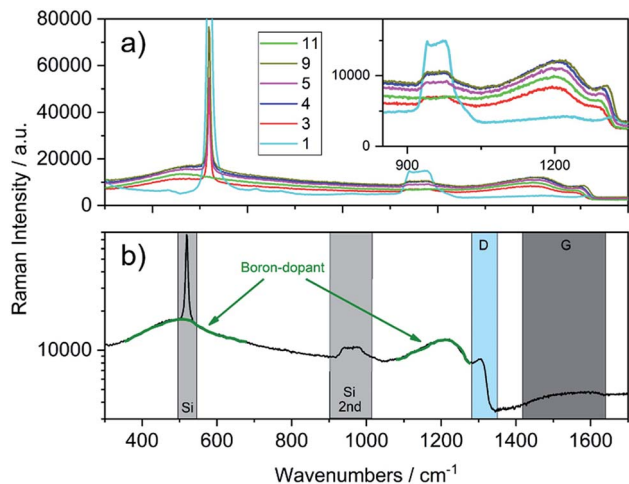 80000
60000
40000
20000
0
a)
11
9
5
4
3
1
10000
0
900
1200
Raman Intensity / a.u.
b)
Boron-dopant
D
G
10000
Si
Si
2nd
400
600
800
1000
1200
1400
1600
Wavenumbers / cm⁻¹